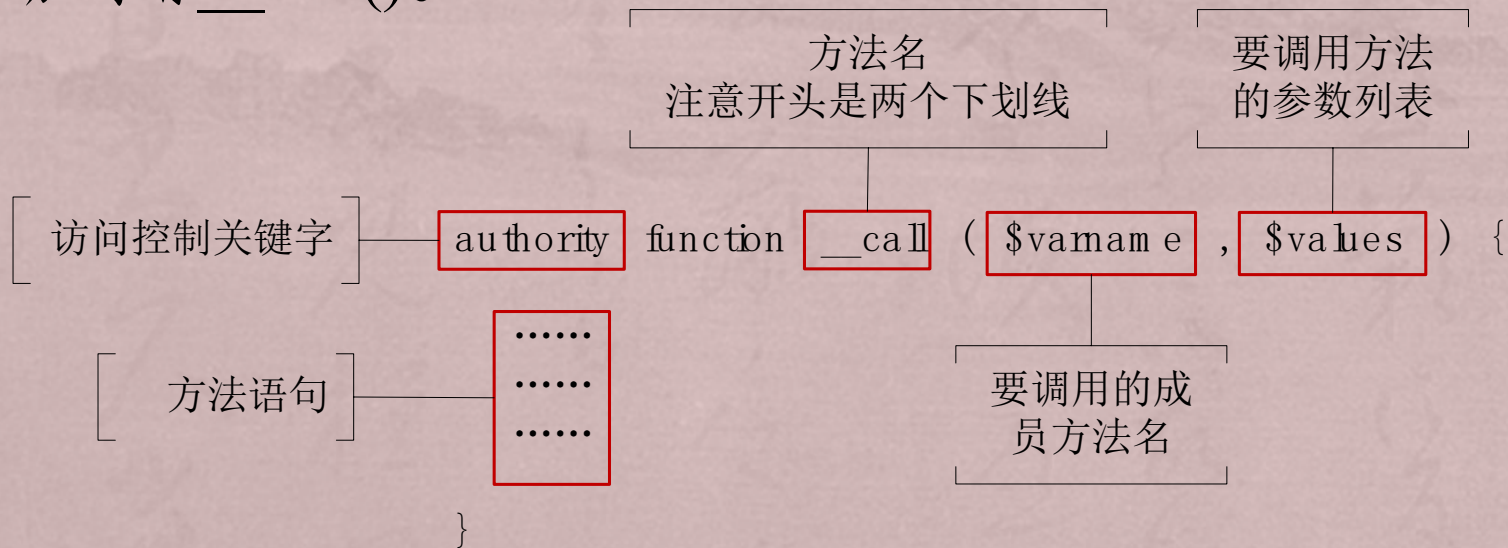 方法名
注意开头是两个下划线
要调用方法
的参数列表
访问控制关键字
authority function __call ( $varname , $values ) {
……
……
……
方法语句
要调用的成
员方法名
}